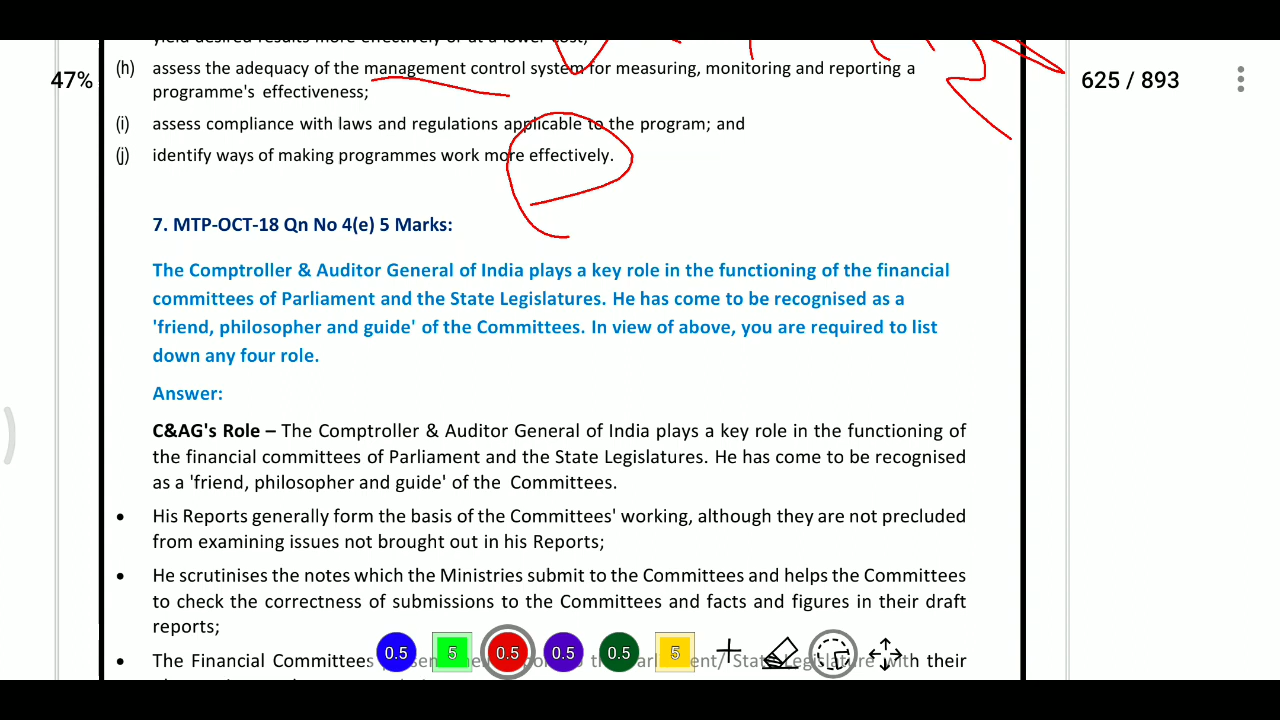 (h) assess the adequacy of the management control system for measuring, monitoring and reporting a
47%
625 / 893
programme's effectiveness;
(i) assess compliance with laws and regulations applicable to the program; and
(j) identify ways of making programmes work more effectively.
7. MTP-OCT-18 Qn No 4(e) 5 Marks:
The Comptroller & Auditor General of India plays a key role in the functioning of the financial
committees of Parliament and the State Legislatures. He has come to be recognised as a
'friend, philosopher and guide' of the Committees. In view of above, you are required to list
down any four role.
Answer:
C&AG's Role – The Comptroller & Auditor General of India plays a key role in the functioning of
the financial committees of Parliament and the State Legislatures. He has come to be recognised
as a 'friend, philosopher and guide' of the Committees.
• His Reports generally form the basis of the Committees' working, although they are not precluded
from examining issues not brought out in his Reports;
• He scrutinises the notes which the Ministries submit to the Committees and helps the Committees
to check the correctness of submissions to the Committees and facts and figures in their draft
reports;
• The Financial Committees State Legislature with their
0.5 5 0.5 0.5 0.5 5